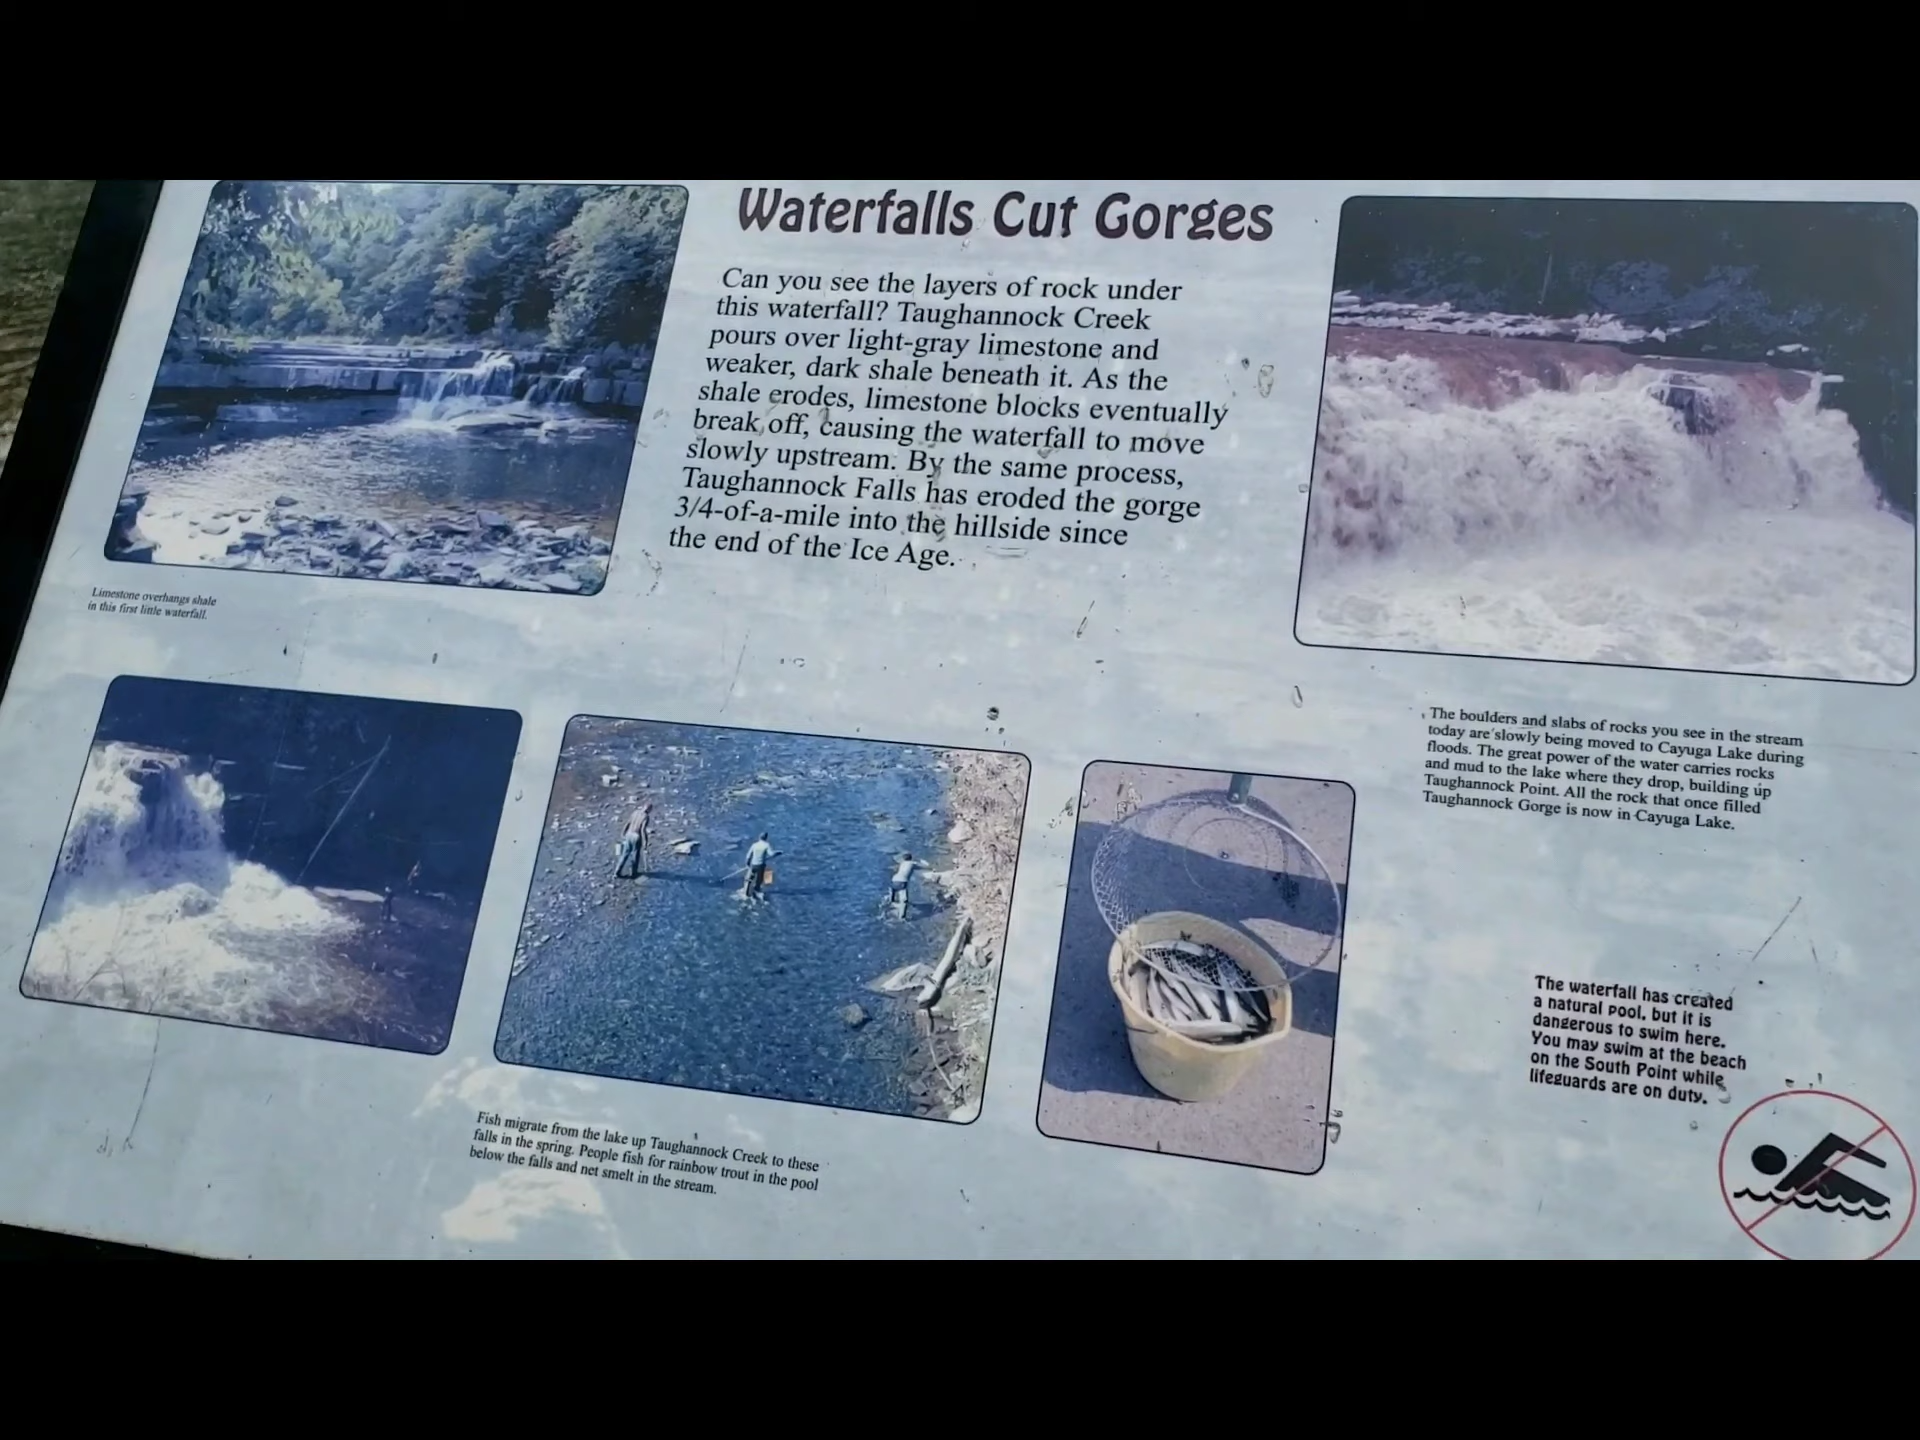 Waterfalls Cut Gorges
Can you see the layers of rock under
this waterfall? Taughannock Creek
pours over light-gray limestone and
weaker, dark shale beneath it. As the
shale erodes, limestone blocks eventually
break off, causing the waterfall to move
slowly upstream. By the same process,
Taughannock Falls has eroded the gorge
3/4-of-a-mile into the hillside since
the end of the Ice Age.
Limestone overhangs shale
in this first little waterfall.
The boulders and slabs of rocks you see in the stream
today are slowly being moved to Cayuga Lake during
floods. The great power of the water carries rocks
and mud to the lake where they drop, building up
Taughannock Point. All the rock that once filled
Taughannock Gorge is now in Cayuga Lake.
Fish migrate from the lake up Taughannock Creek to these
falls in the spring. People fish for rainbow trout in the pool
below the falls and net smelt in the stream.
The waterfall has created
a natural pool, but it is
dangerous to swim here.
You may swim at the beach
on the South Point while
lifeguards are on duty.